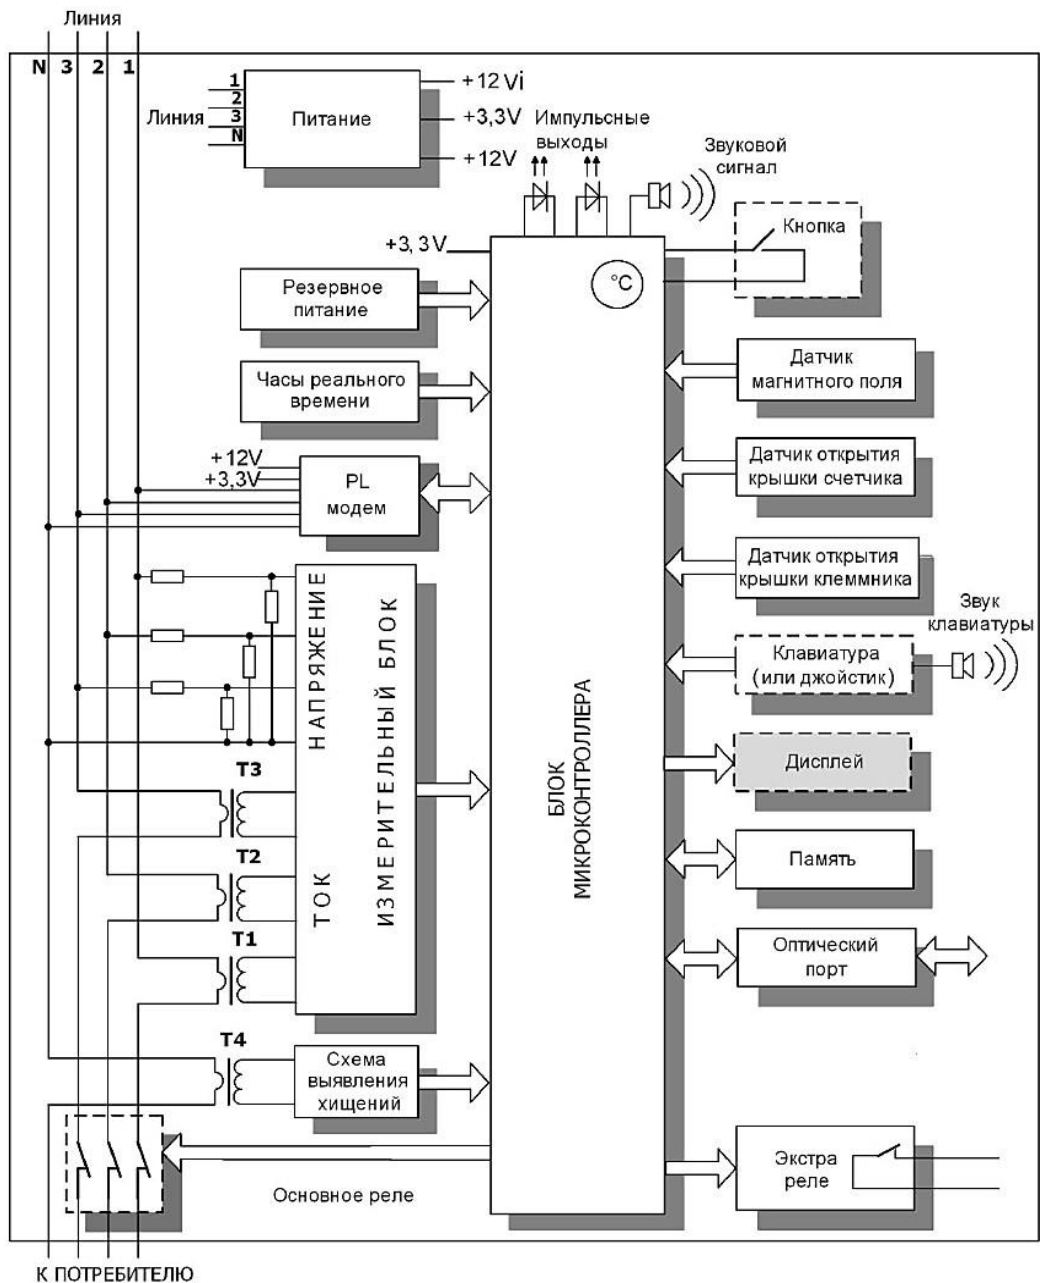 Линия
N 3 2 1
1
2
3
N
Линия
Питание
+12 Vi
+3,3V
+12V
Импульсные
выходы
Звуковой
сигнал
+3, 3V
°C
Кнопка
Резервное
питание
Часы реального
времени
Датчик
магнитного поля
+12V
+3,3V
PL
модем
Датчик открытия
крышки счетчика
Датчик открытия
крышки клеммника
Звук
клавиатуры
Клавиатура
(или джойстик)
НАПРЯЖЕНИЕ
ТОК
ИЗМЕРИТЕЛЬНЫЙ БЛОК
БЛОК
МИКРОКОНТРОЛЛЕРА
Дисплей
T3
T2
T1
T4
Память
Оптический
порт
Схема
выявления
хищений
Основное реле
Экстра
реле
К ПОТРЕБИТЕЛЮ